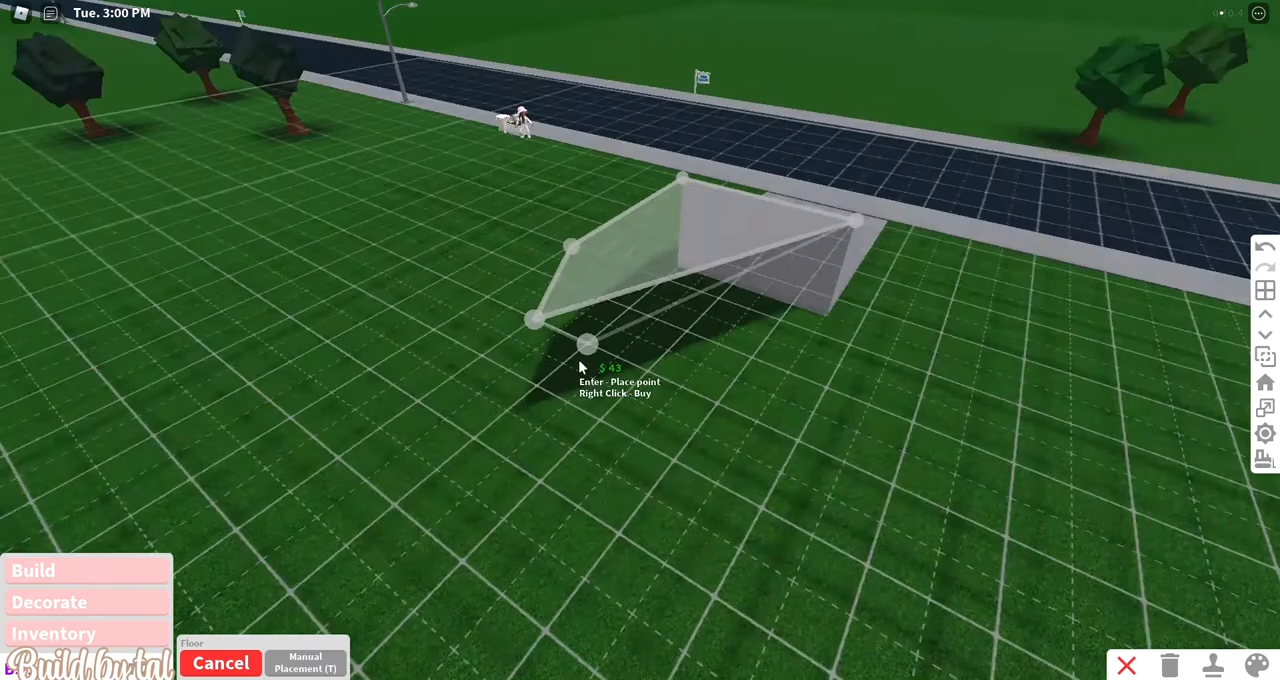 Tue. 3:00 PM
$ 43
Enter - Place point
Right Click - Buy
Build
Decorate
Inventory
Build by tal
Floor
Cancel
Manual
Placement (T)